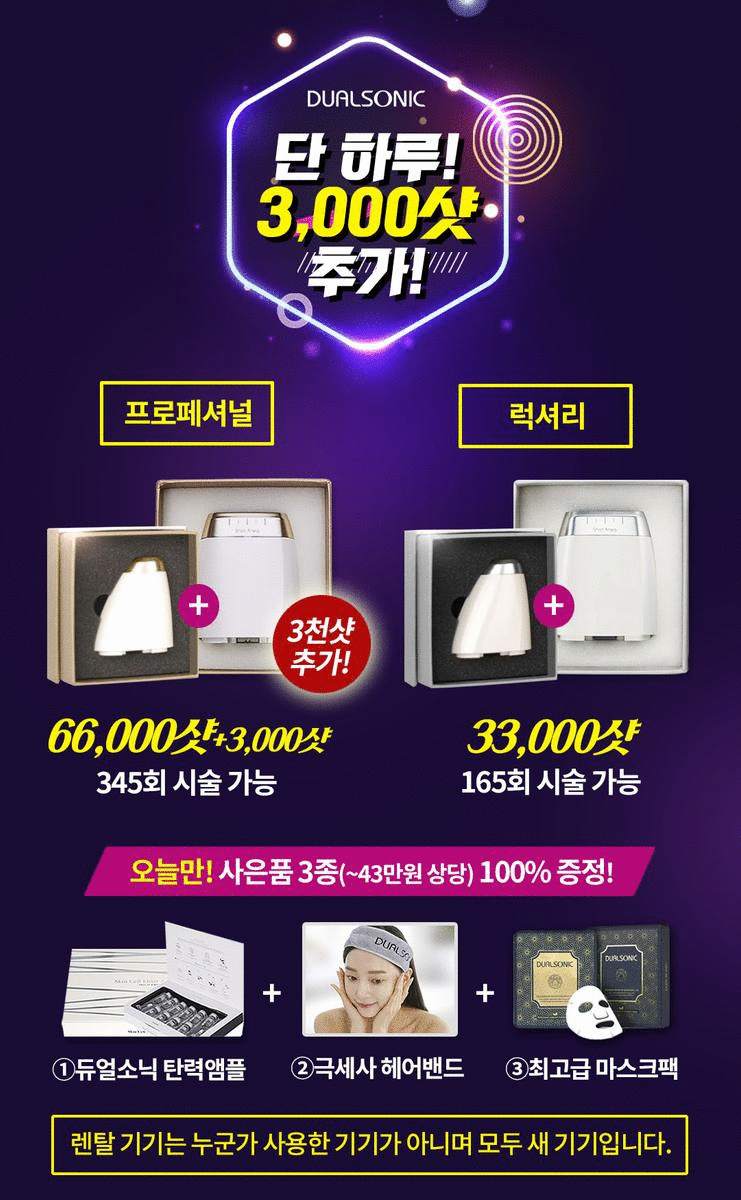 DUALSONIC
단 하루!
3,000샷
추가!
프로페셔널
럭셔리
3천샷
추가!
66,000샷+3,000샷
345회 시술 가능
33,000샷
165회 시술 가능
오늘만! 사은품 3종(~43만원 상당) 100% 증정!
DUALSO
DUALSONIC
DUALSONIC
①듀얼소닉 탄력앰플
②극세사 헤어밴드
③최고급 마스크팩
렌탈 기기는 누군가 사용한 기기가 아니며 모두 새 기기입니다.